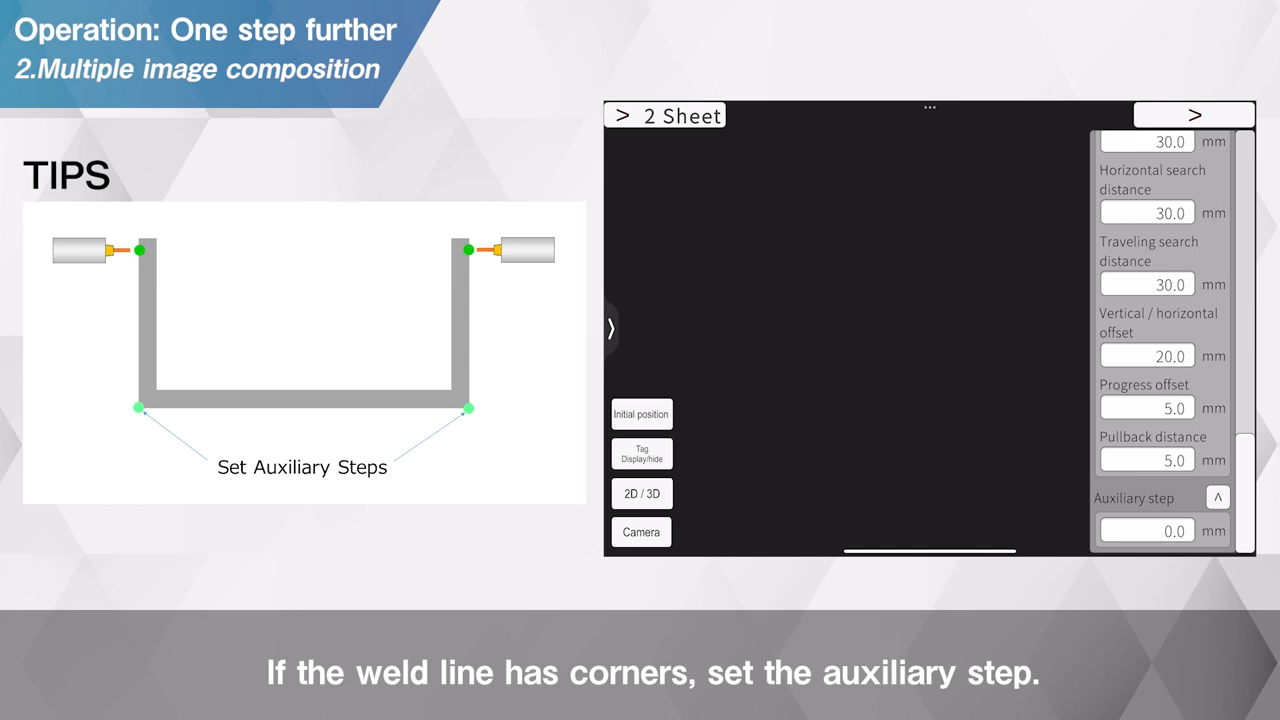 Operation: One step further
2.Multiple image composition
TIPS
Set Auxiliary Steps
> 2 Sheet
>
30.0 mm
Horizontal search
distance
30.0 mm
Traveling search
distance
30.0 mm
Vertical / horizontal
offset
20.0 mm
Progress offset
5.0 mm
Pullback distance
5.0 mm
Auxiliary step
0.0 mm
Initial position
Tag
Display/hide
2D / 3D
Camera
If the weld line has corners, set the auxiliary step.